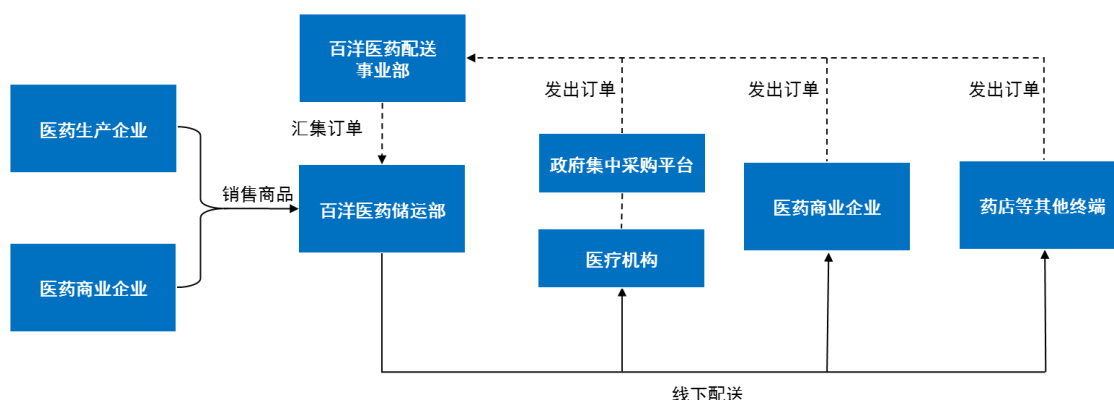 百洋医药配送
事业部
发出订单
发出订单
发出订单
医药生产企业
汇集订单
政府集中采购平台
销售商品
百洋医药储运部
医药商业企业
药店等其他终端
医疗机构
医药商业企业
线下配送